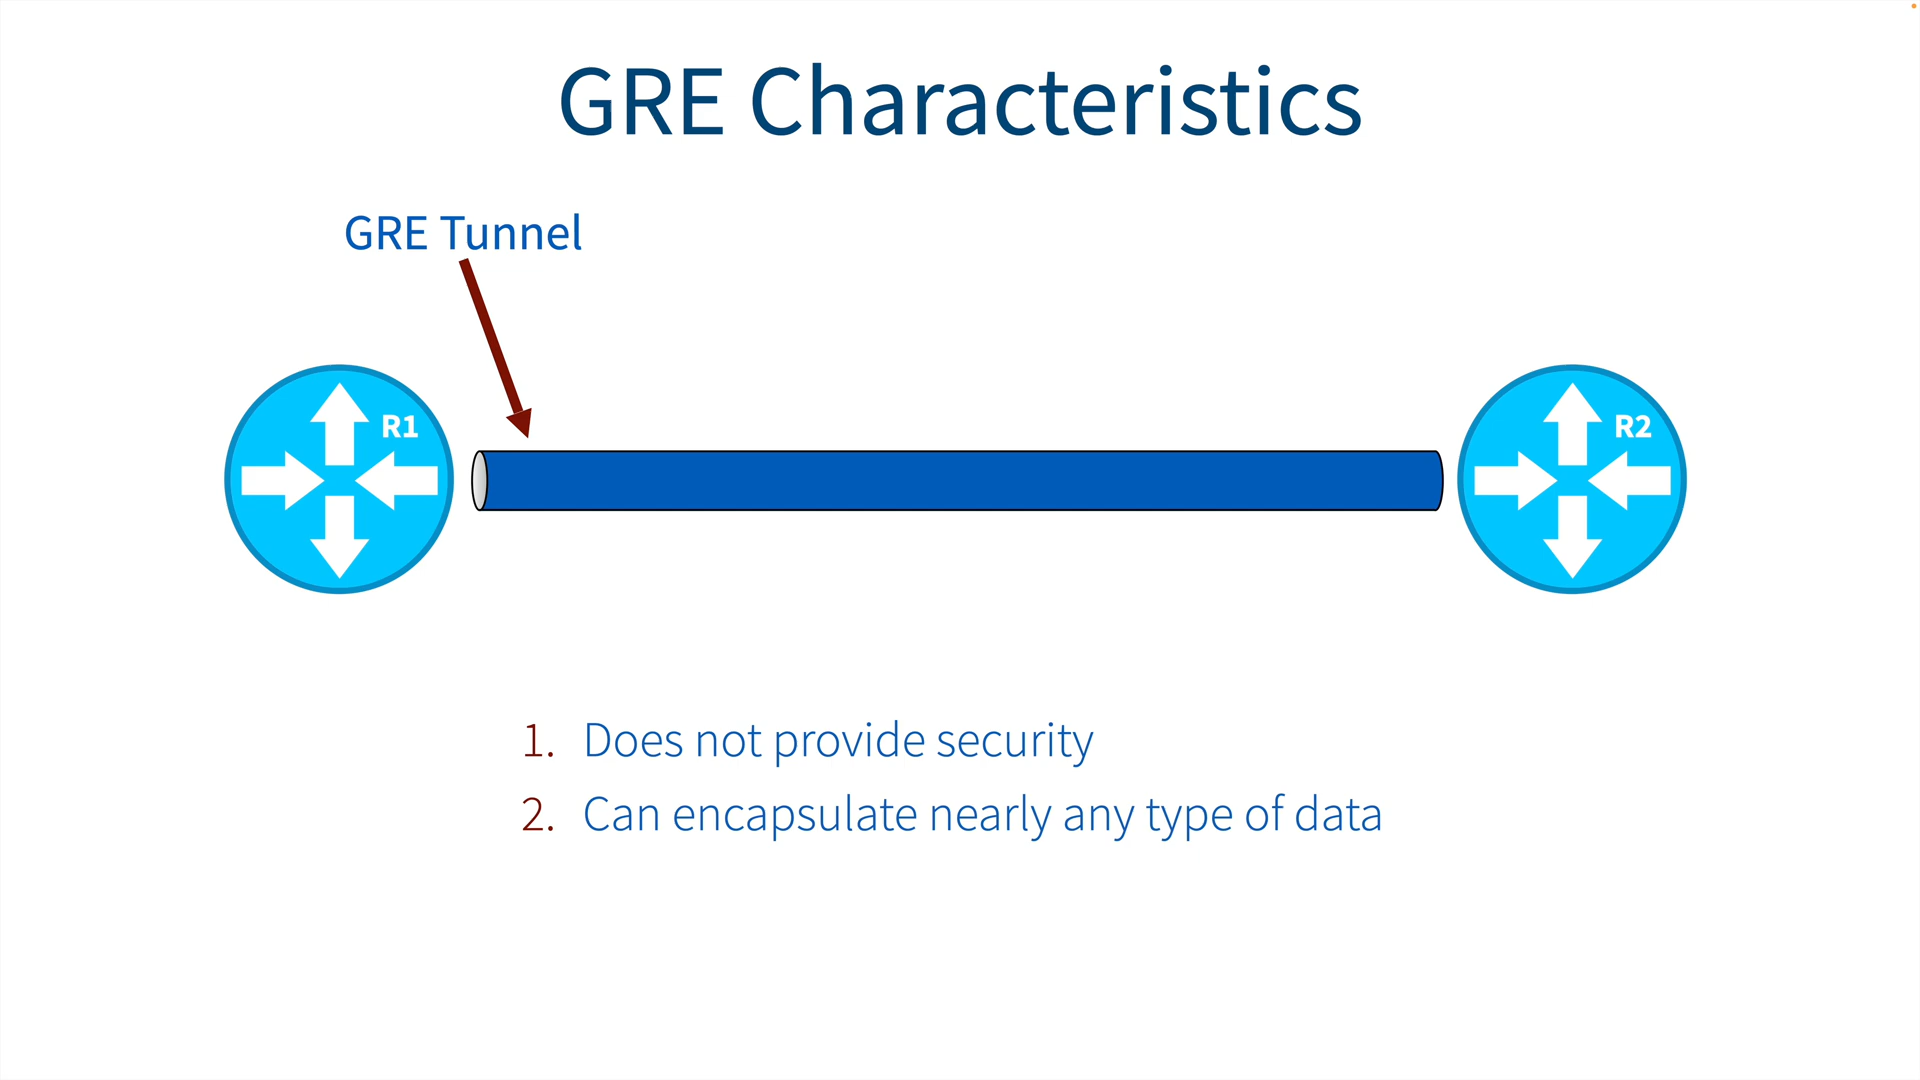 GRE Characteristics
GRE Tunnel
R1
R2
1. Does not provide security
2. Can encapsulate nearly any type of data